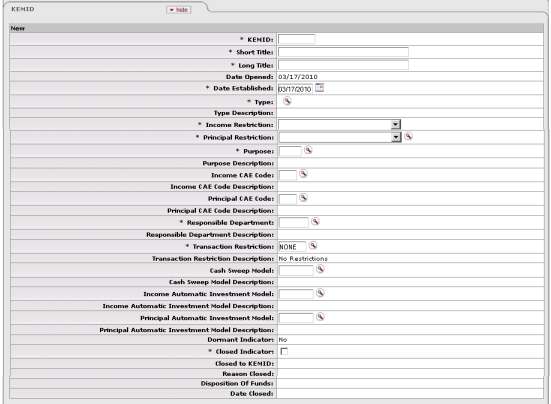 KEMID hide
New
* KEMID:
* Short Title:
* Long Title:
Date Opened: 03/17/2010
* Date Established: 03/17/2010
* Type:
Type Description:
* Income Restriction:
* Principal Restriction:
* Purpose:
Purpose Description:
Income CAE Code:
Income CAE Code Description:
Principal CAE Code:
Principal CAE Code Description:
* Responsible Department:
Responsible Department Description:
* Transaction Restriction: NONE
Transaction Restriction Description: No Restrictions
Cash Sweep Model:
Cash Sweep Model Description:
Income Automatic Investment Model:
Income Automatic Investment Model Description:
Principal Automatic Investment Model:
Principal Automatic Investment Model Description:
Dormant Indicator: No
* Closed Indicator:
Closed to KEMID:
Reason Closed:
Disposition Of Funds:
Date Closed: